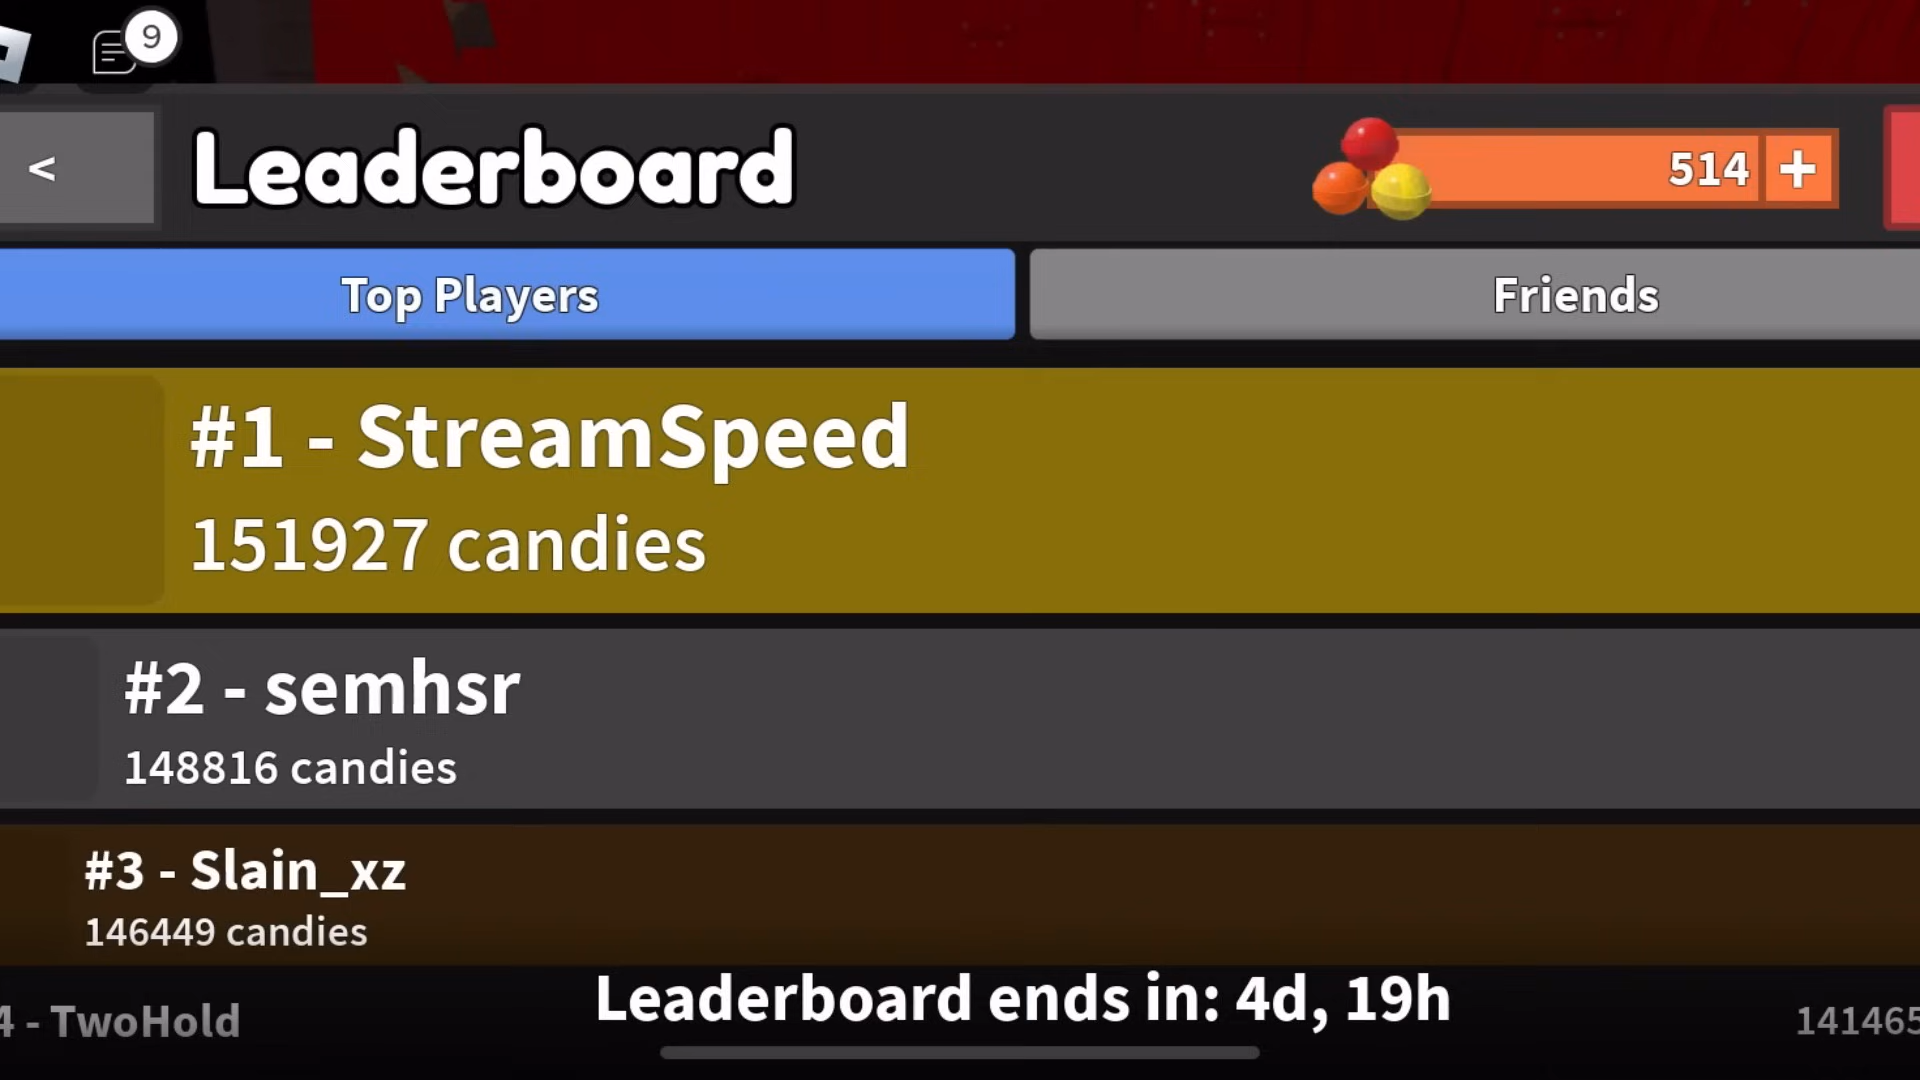 9
<
Leaderboard
514 +
Top Players
Friends
#1 - StreamSpeed
151927 candies
#2 - semhsr
148816 candies
#3 - Slain_xz
146449 candies
4 - TwoHold
141465
Leaderboard ends in: 4d, 19h